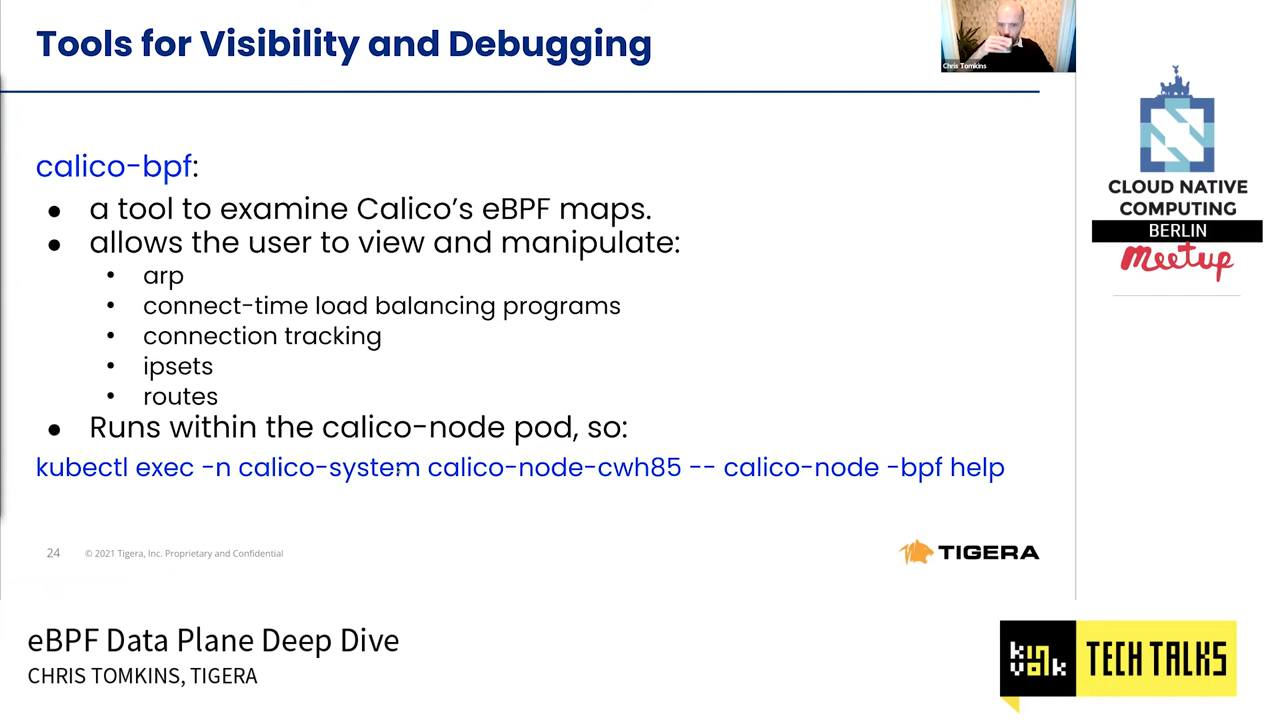 Tools for Visibility and Debugging
Chris Tomkins
calico-bpf:
● a tool to examine Calico’s eBPF maps.
● allows the user to view and manipulate:
• arp
• connect-time load balancing programs
• connection tracking
• ipsets
• routes
● Runs within the calico-node pod, so:
kubectl exec -n calico-system calico-node-cwh85 -- calico-node -bpf help
24
© 2021 Tigera, Inc. Proprietary and Confidential
TIGERA
CLOUD NATIVE
COMPUTING
BERLIN
Meetup
eBPF Data Plane Deep Dive
CHRIS TOMKINS, TIGERA
kin
volk
TECH TALKS